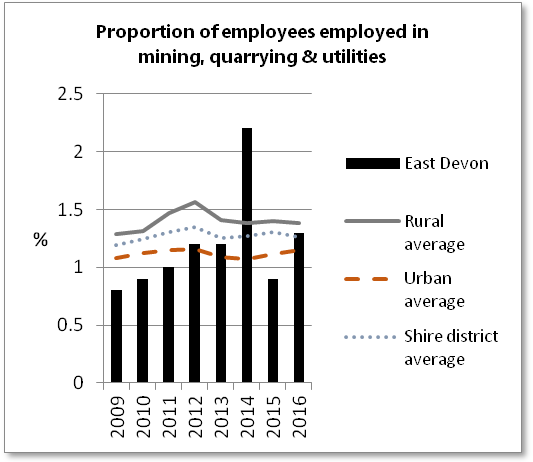 Proportion of employees employed in
mining, quarrying & utilities
2.5
2
1.5
1
0.5
0
%
2009
2010
2011
2012
2013
2014
2015
2016
East Devon
Rural
average
Urban
average
Shire district
average